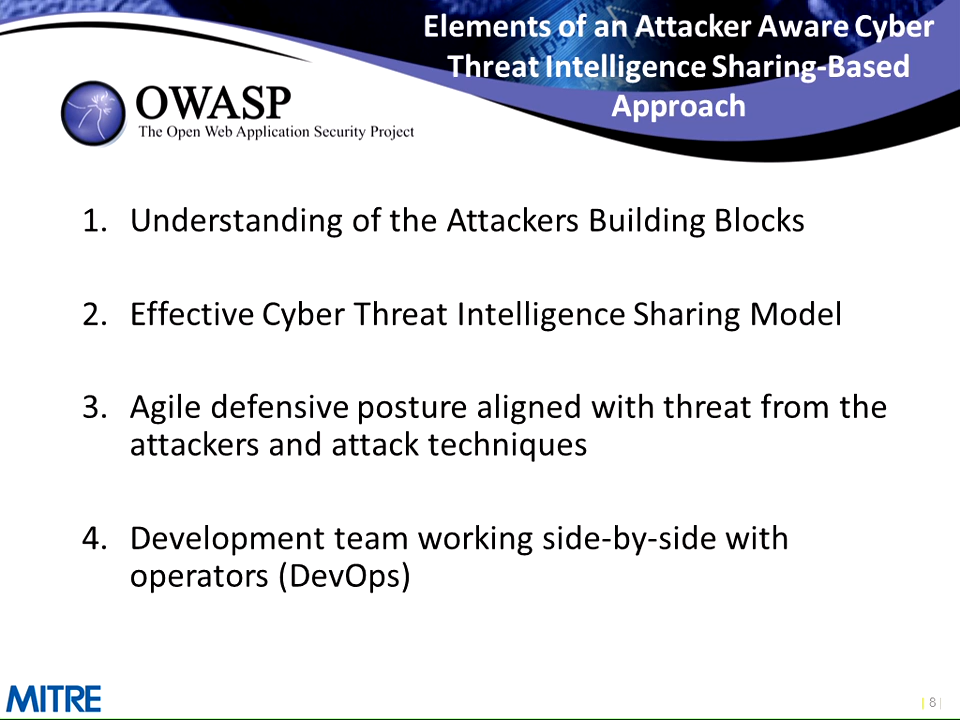 Elements of an Attacker Aware Cyber
Threat Intelligence Sharing-Based
Approach
OWASP
The Open Web Application Security Project
1. Understanding of the Attackers Building Blocks
2. Effective Cyber Threat Intelligence Sharing Model
3. Agile defensive posture aligned with threat from the
attackers and attack techniques
4. Development team working side-by-side with
operators (DevOps)
MITRE
| 8 |